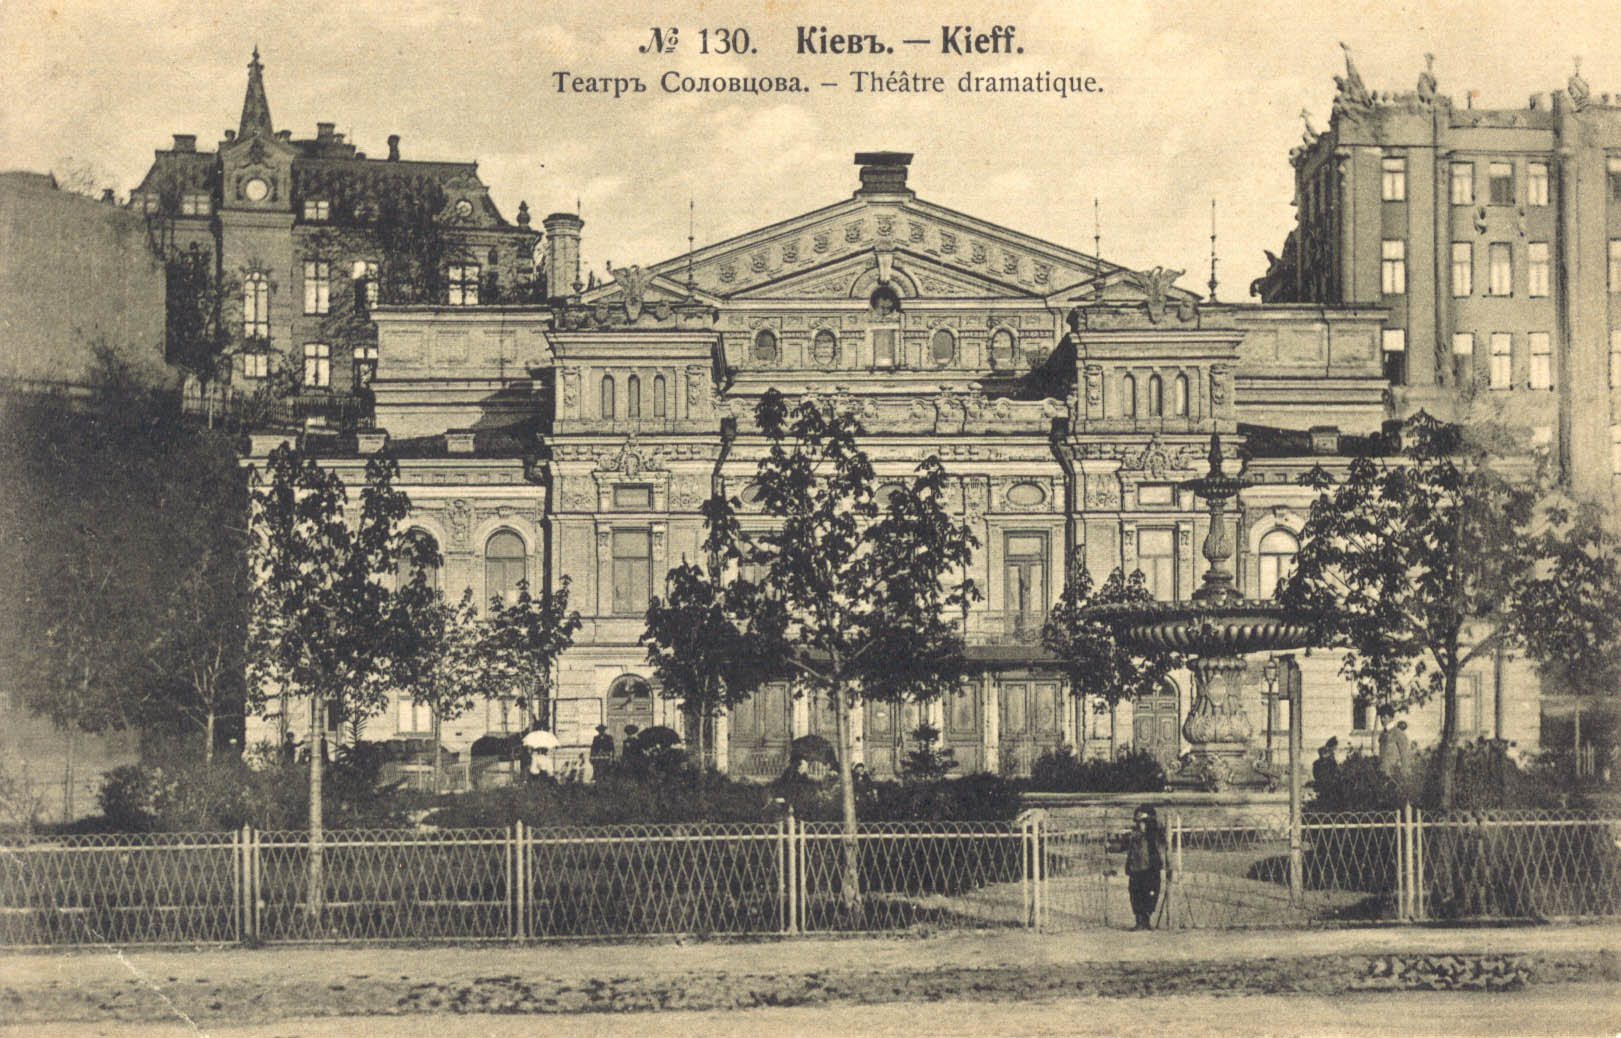 № 130. Кіевъ. — Kieff.
Театръ Соловцова. — Théâtre dramatique.